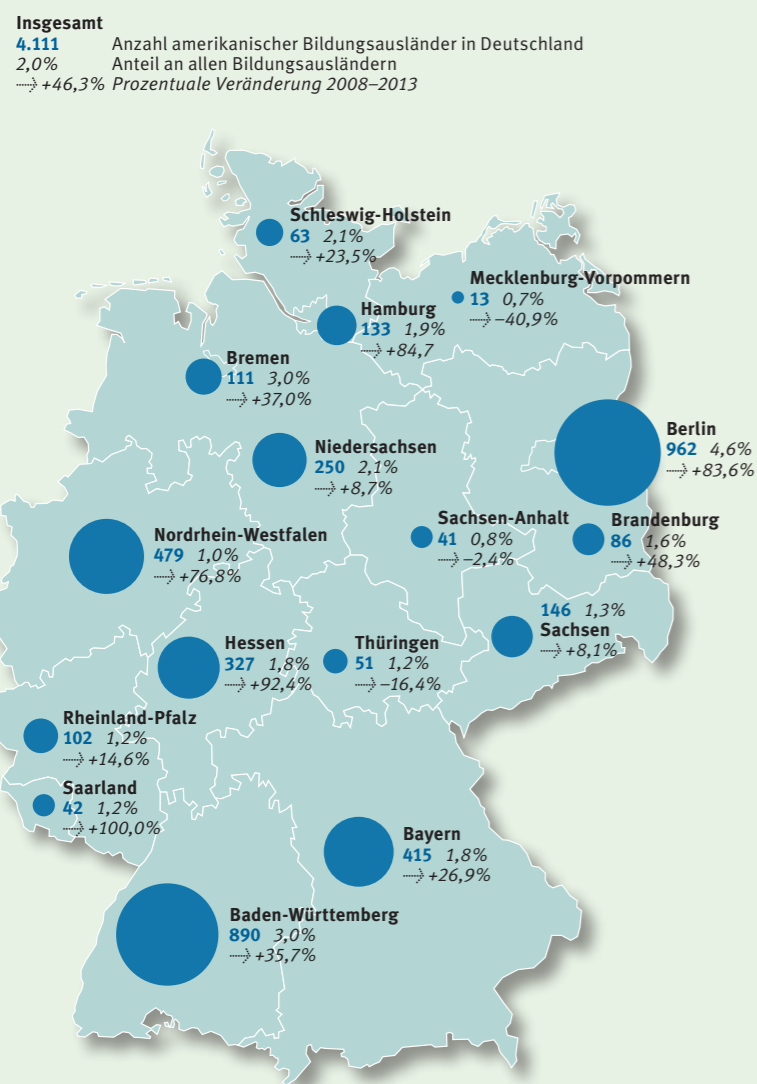 Insgesamt
4.111 Anzahl amerikanischer Bildungsausländer in Deutschland
2,0% Anteil an allen Bildungsausländern
+46,3% Prozentuale Veränderung 2008–2013
Schleswig-Holstein
63 2,1%
+23,5%
Mecklenburg-Vorpommern
13 0,7%
–40,9%
Hamburg
133 1,9%
+84,7
Bremen
111 3,0%
+37,0%
Berlin
962 4,6%
+83,6%
Niedersachsen
250 2,1%
+8,7%
Sachsen-Anhalt
41 0,8%
–2,4%
Brandenburg
86 1,6%
+48,3%
Nordrhein-Westfalen
479 1,0%
+76,8%
146 1,3%
Sachsen
+8,1%
Hessen
327 1,8%
+92,4%
Thüringen
51 1,2%
–16,4%
Rheinland-Pfalz
102 1,2%
+14,6%
Saarland
42 1,2%
+100,0%
Bayern
415 1,8%
+26,9%
Baden-Württemberg
890 3,0%
+35,7%